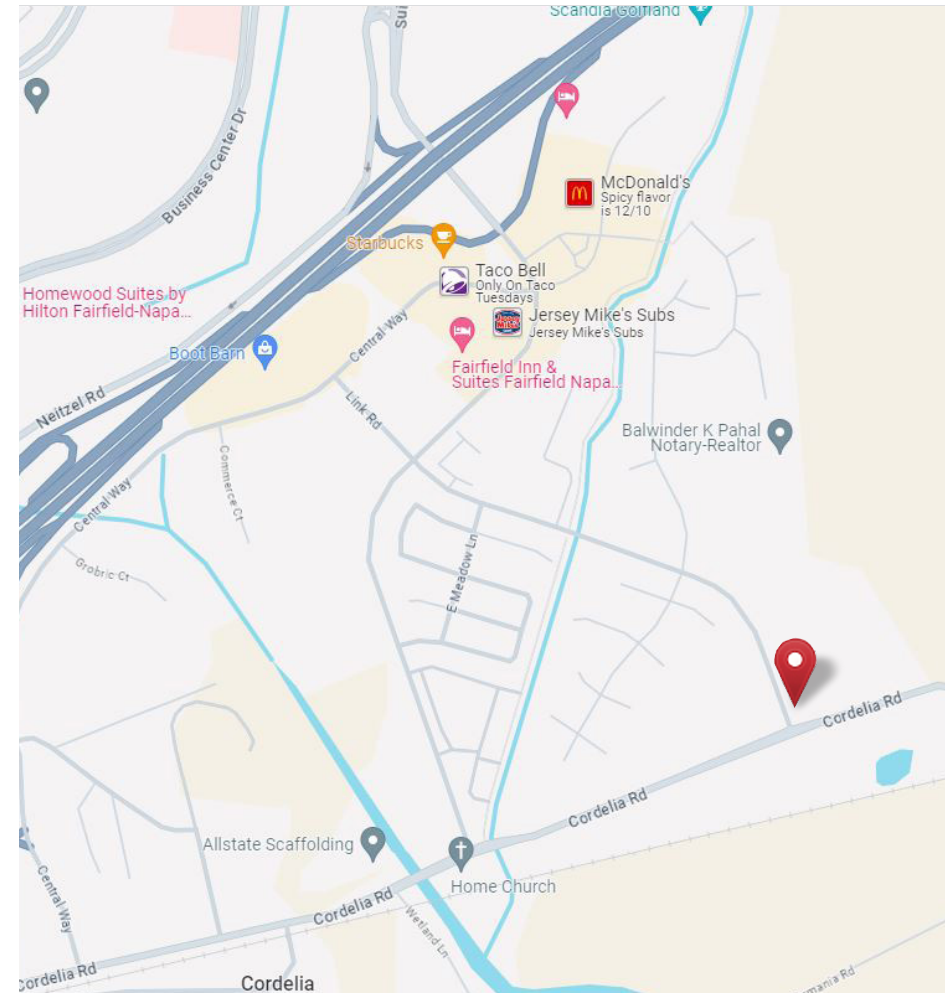 Scandia Golfland
Sui
Business Center Dr
McDonald's
Spicy flavor
is 12/10
Starbucks
Taco Bell
Only On Taco
Tuesdays
Homewood Suites by
Hilton Fairfield-Napa...
Jersey Mike's Subs
Jersey Mike's Subs
Central Way
Boot Barn
Fairfield Inn &
Suites Fairfield Napa...
Neitzel Rd
Link Rd
Balwinder K Pahal
Notary-Realtor
Commerce Ct
Central Way
Grobric Ct
E Meadow Ln
Cordelia Rd
Cordelia Rd
Allstate Scaffolding
Home Church
Central Way
Cordelia Rd
Wetland Ln
Cordelia Rd
Cordelia
mania Rd